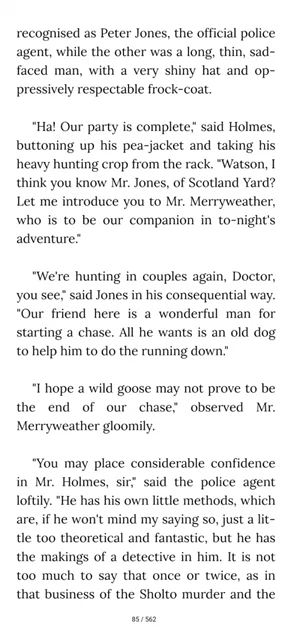 recognised as Peter Jones, the official police
agent, while the other was a long, thin, sad-
faced man, with a very shiny hat and op-
pressively respectable frock-coat.
"Ha! Our party is complete," said Holmes,
buttoning up his pea-jacket and taking his
heavy hunting crop from the rack. "Watson, I
think you know Mr. Jones, of Scotland Yard?
Let me introduce you to Mr. Merryweather,
who is to be our companion in to-night's
adventure."
"We're hunting in couples again, Doctor,
you see," said Jones in his consequential way.
"Our friend here is a wonderful man for
starting a chase. All he wants is an old dog
to help him to do the running down."
"I hope a wild goose may not prove to be
the end of our chase," observed Mr.
Merryweather gloomily.
"You may place considerable confidence
in Mr. Holmes, sir," said the police agent
loftily. "He has his own little methods, which
are, if he won't mind my saying so, just a lit-
tle too theoretical and fantastic, but he has
the makings of a detective in him. It is not
too much to say that once or twice, as in
that business of the Sholto murder and the
85 / 562